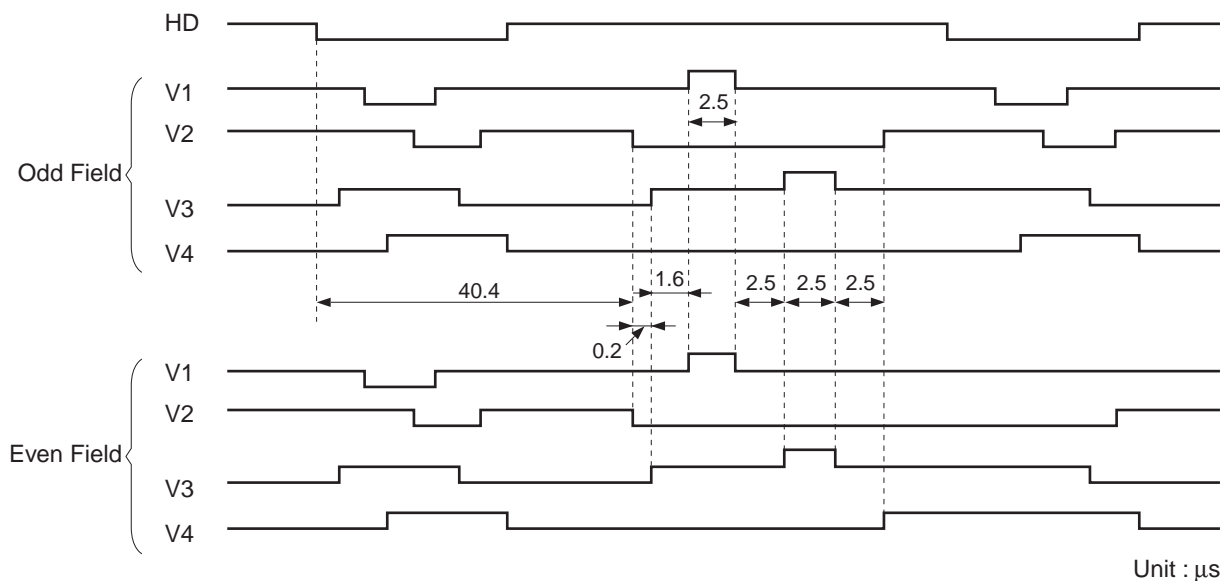 HD
V1
2.5
V2
Odd Field
V3
V4
1.6
40.4
2.5 2.5 2.5
0.2
V1
V2
Even Field
V3
V4
Unit : μs